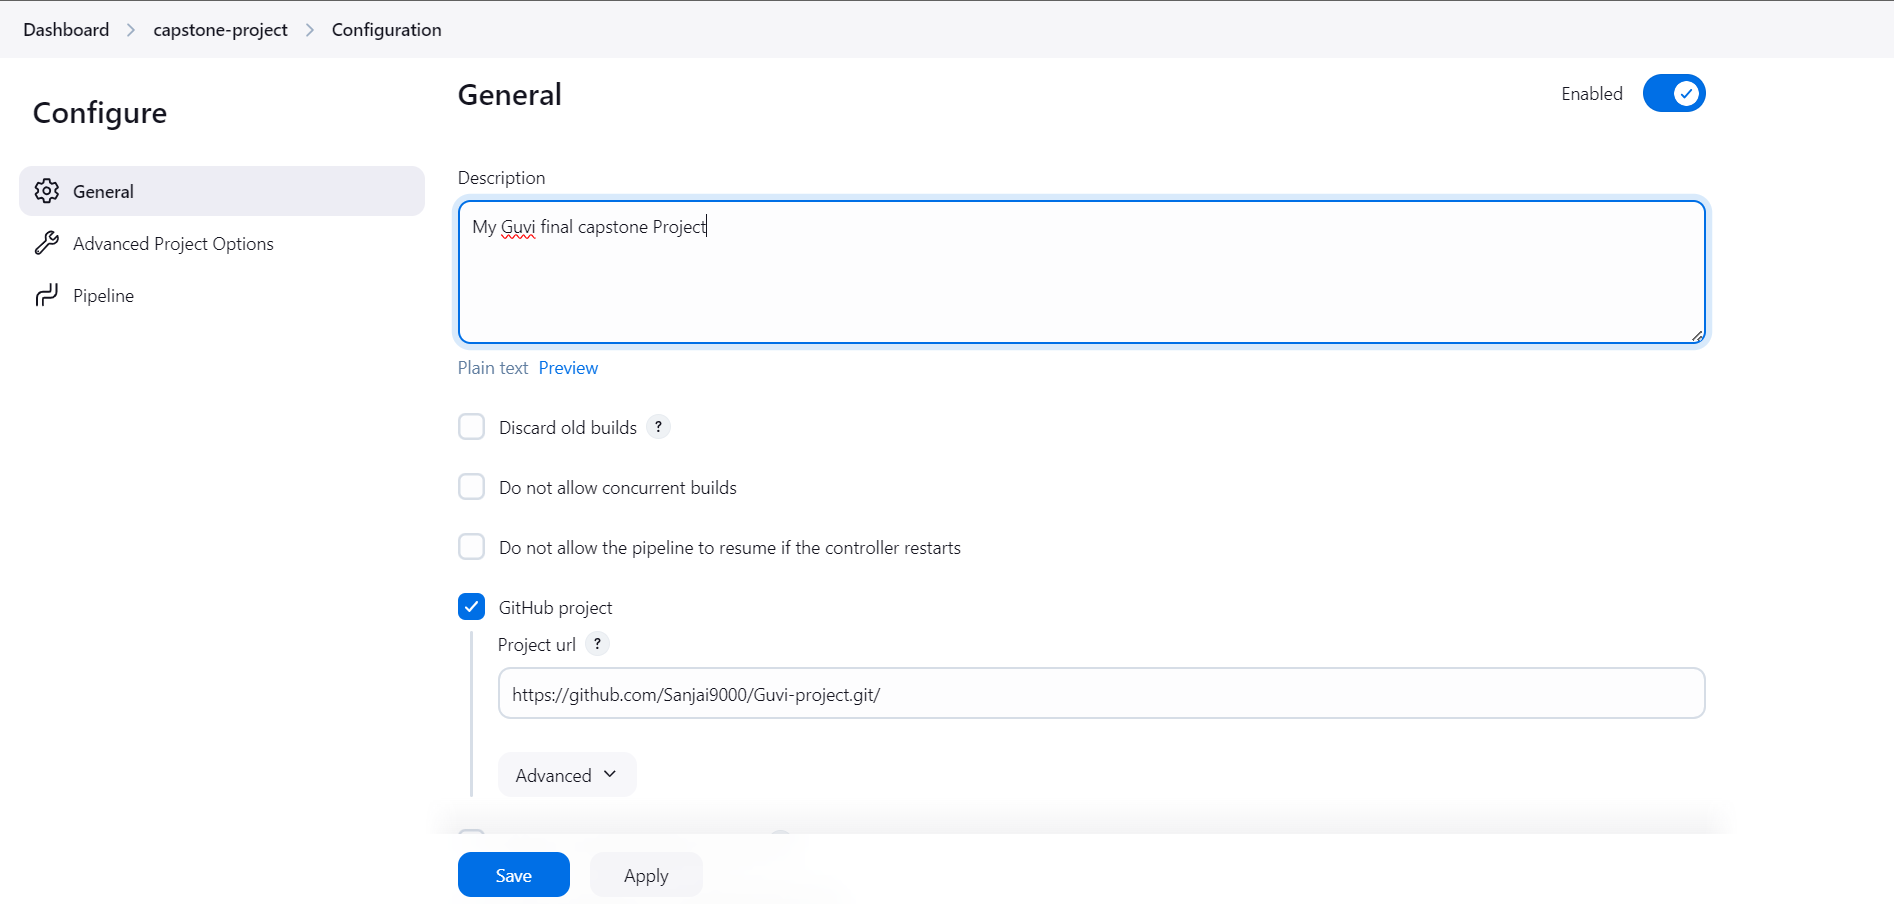 Dashboard > capstone-project > Configuration
Configure
General
Advanced Project Options
Pipeline
General
Enabled
Description
My Guvi final capstone Project
Plain text Preview
Discard old builds ?
Do not allow concurrent builds
Do not allow the pipeline to resume if the controller restarts
GitHub project
Project url ?
https://github.com/Sanjai9000/Guvi-project.git/
Advanced
Save
Apply